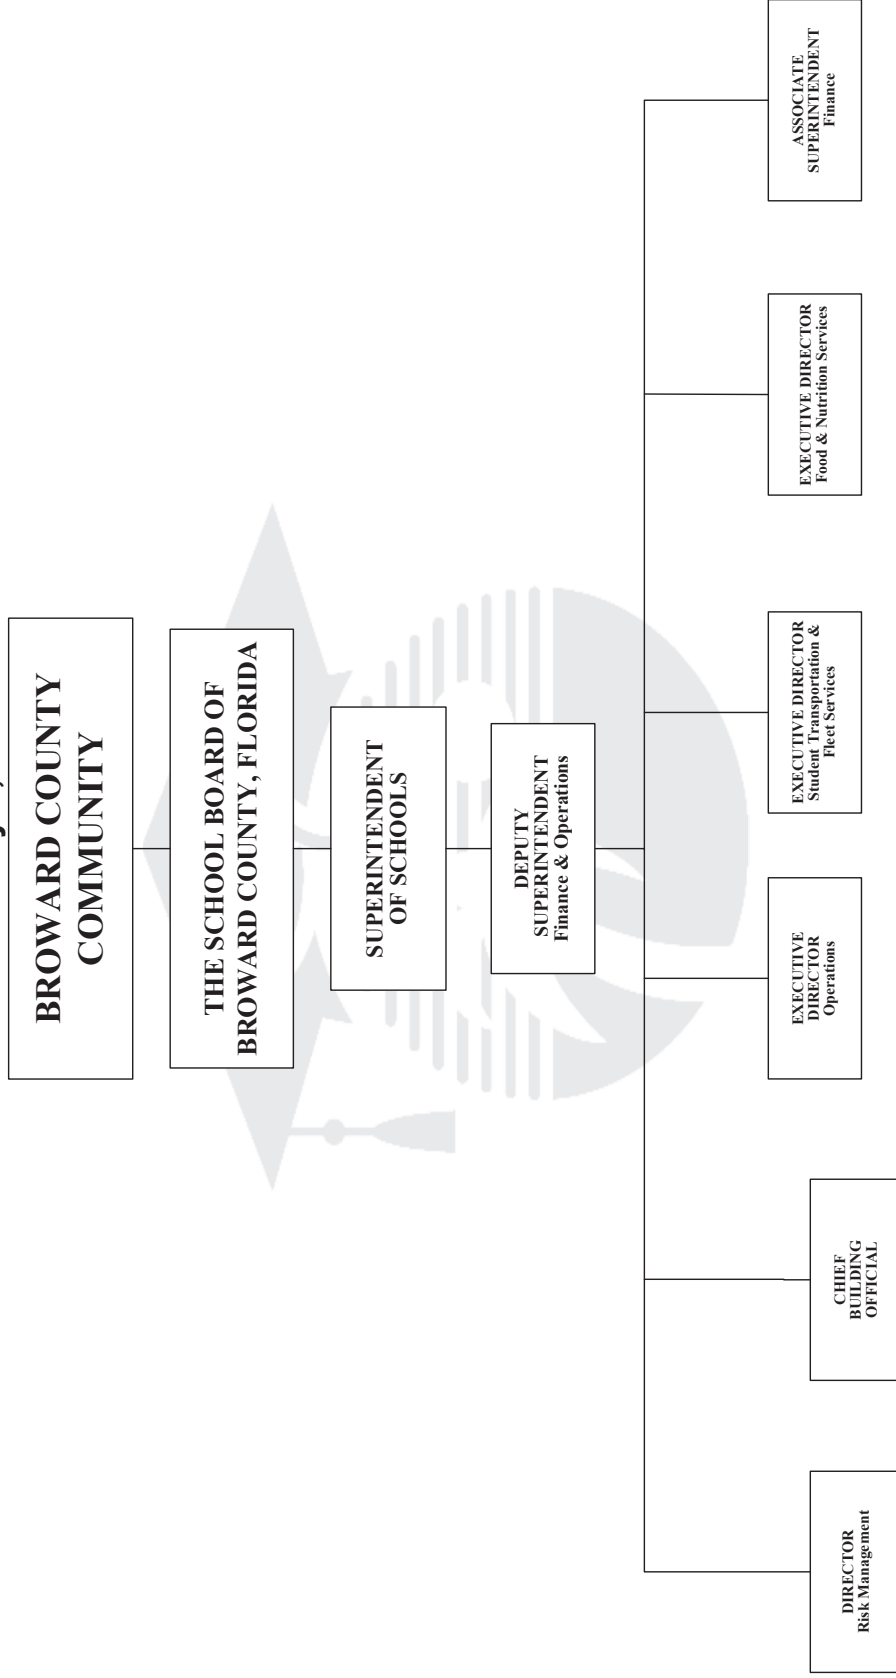 BROWARD COUNTY
COMMUNITY
THE SCHOOL BOARD OF
BROWARD COUNTY, FLORIDA
SUPERINTENDENT
OF SCHOOLS
DEPUTY
SUPERINTENDENT
Finance & Operations
DIRECTOR
Risk Management
CHIEF
BUILDING
OFFICIAL
EXECUTIVE
DIRECTOR
Operations
EXECUTIVE DIRECTOR
Student Transportation &
Fleet Services
EXECUTIVE DIRECTOR
Food & Nutrition Services
ASSOCIATE
SUPERINTENDENT
Finance